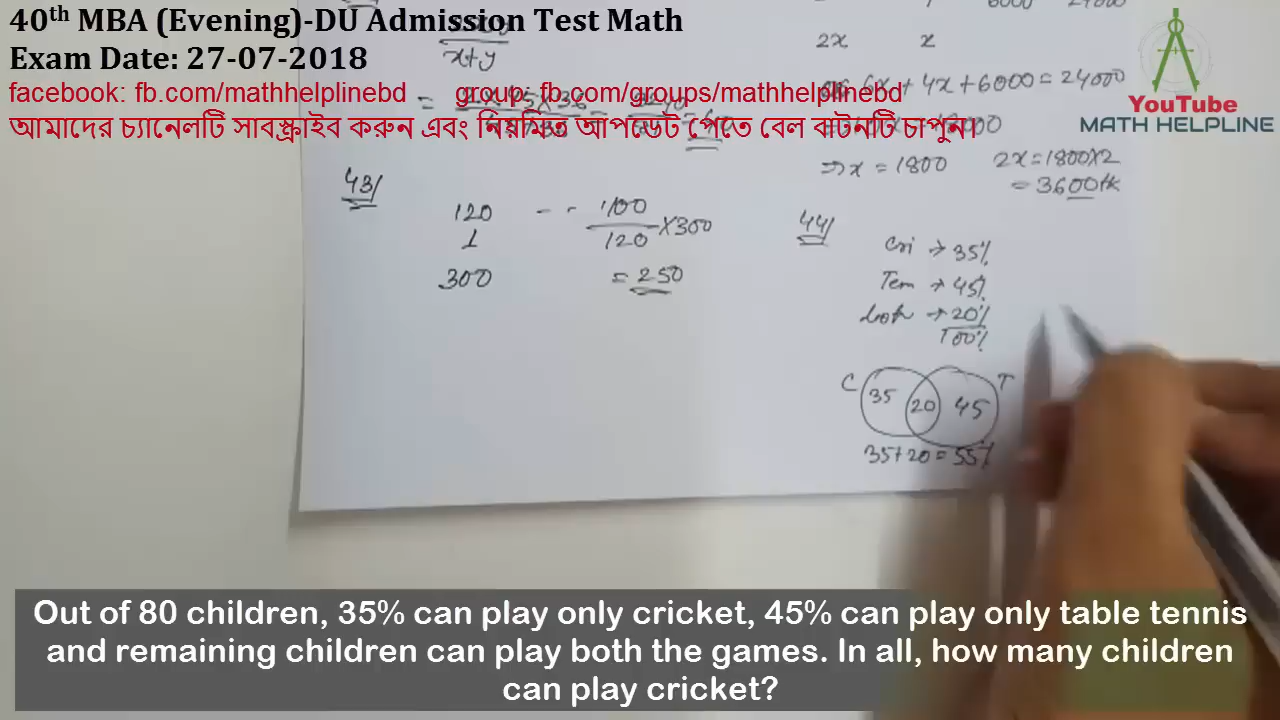 40th MBA (Evening)-DU Admission Test Math
Exam Date: 27-07-2018
facebook: fb.com/mathhelplinebd group: fb.com/groups/mathhelplinebd
আমাদের চ্যানেলটি সাবস্ক্রাইব করুন এবং নিয়মিত আপডেট পেতে বেল বাটনটি চাপুন।
YouTube
MATH HELPLINE
x+y
2x x
6x + 4x + 6000 = 24000
⇒ x = 1800
2x = 1800×2
= 3600tk
43/
120 - - 100/120 ×300
1
300 = 250
44/
Cri → 35%
Ten → 45%
both → 20%
100%
C 35 20 45 T
35+20 = 55%
Out of 80 children, 35% can play only cricket, 45% can play only table tennis
and remaining children can play both the games. In all, how many children
can play cricket?